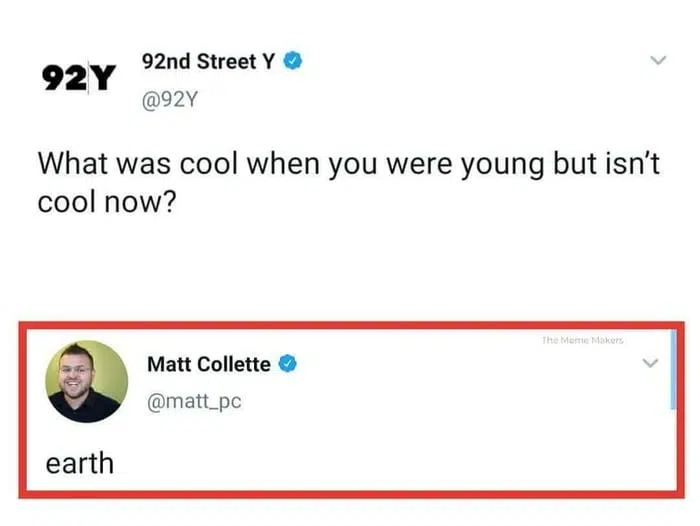 92Y
92nd Street Y
@92Y
What was cool when you were young but isn’t
cool now?
The Meme Makers
Matt Collette
@matt_pc
earth